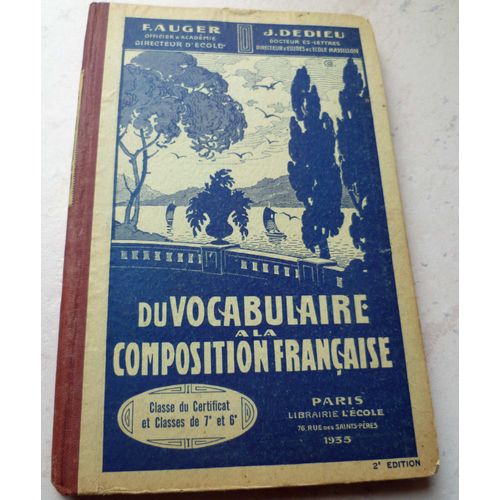 F. AUGER
OFFICIER D'ACADÉMIE
DIRECTEUR D'ÉCOLE
J. DEDIEU
DOCTEUR ÈS-LETTRES
DIRECTEUR D'ÉTUDES À L'ÉCOLE MASSILLON
DU VOCABULAIRE
A LA
COMPOSITION FRANÇAISE
Classe du Certificat
et Classes de 7e et 6e
PARIS
LIBRAIRIE L'ÉCOLE
76, RUE DES SAINTS-PÈRES
1935
2e EDITION